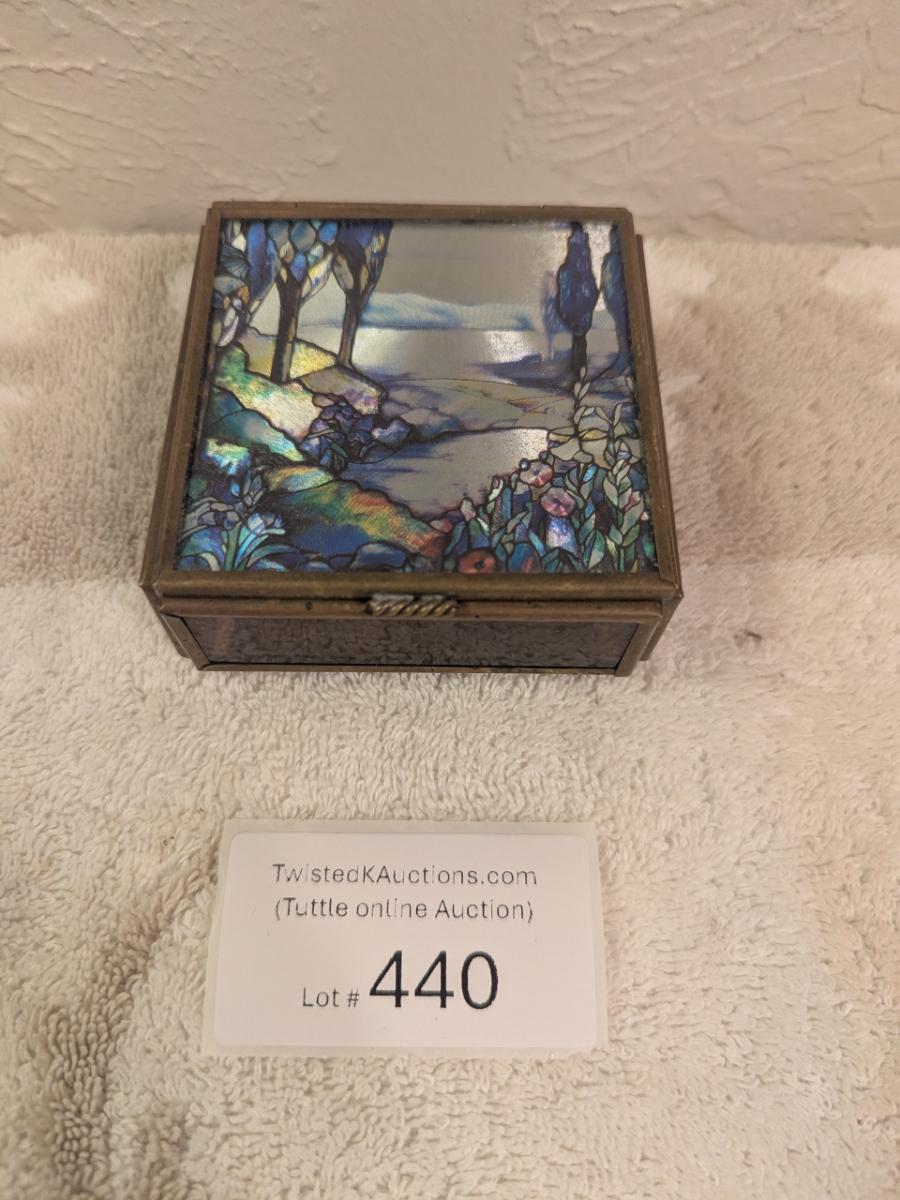 TwistedKAuctions.com
(Tuttle online Auction)
Lot # 440